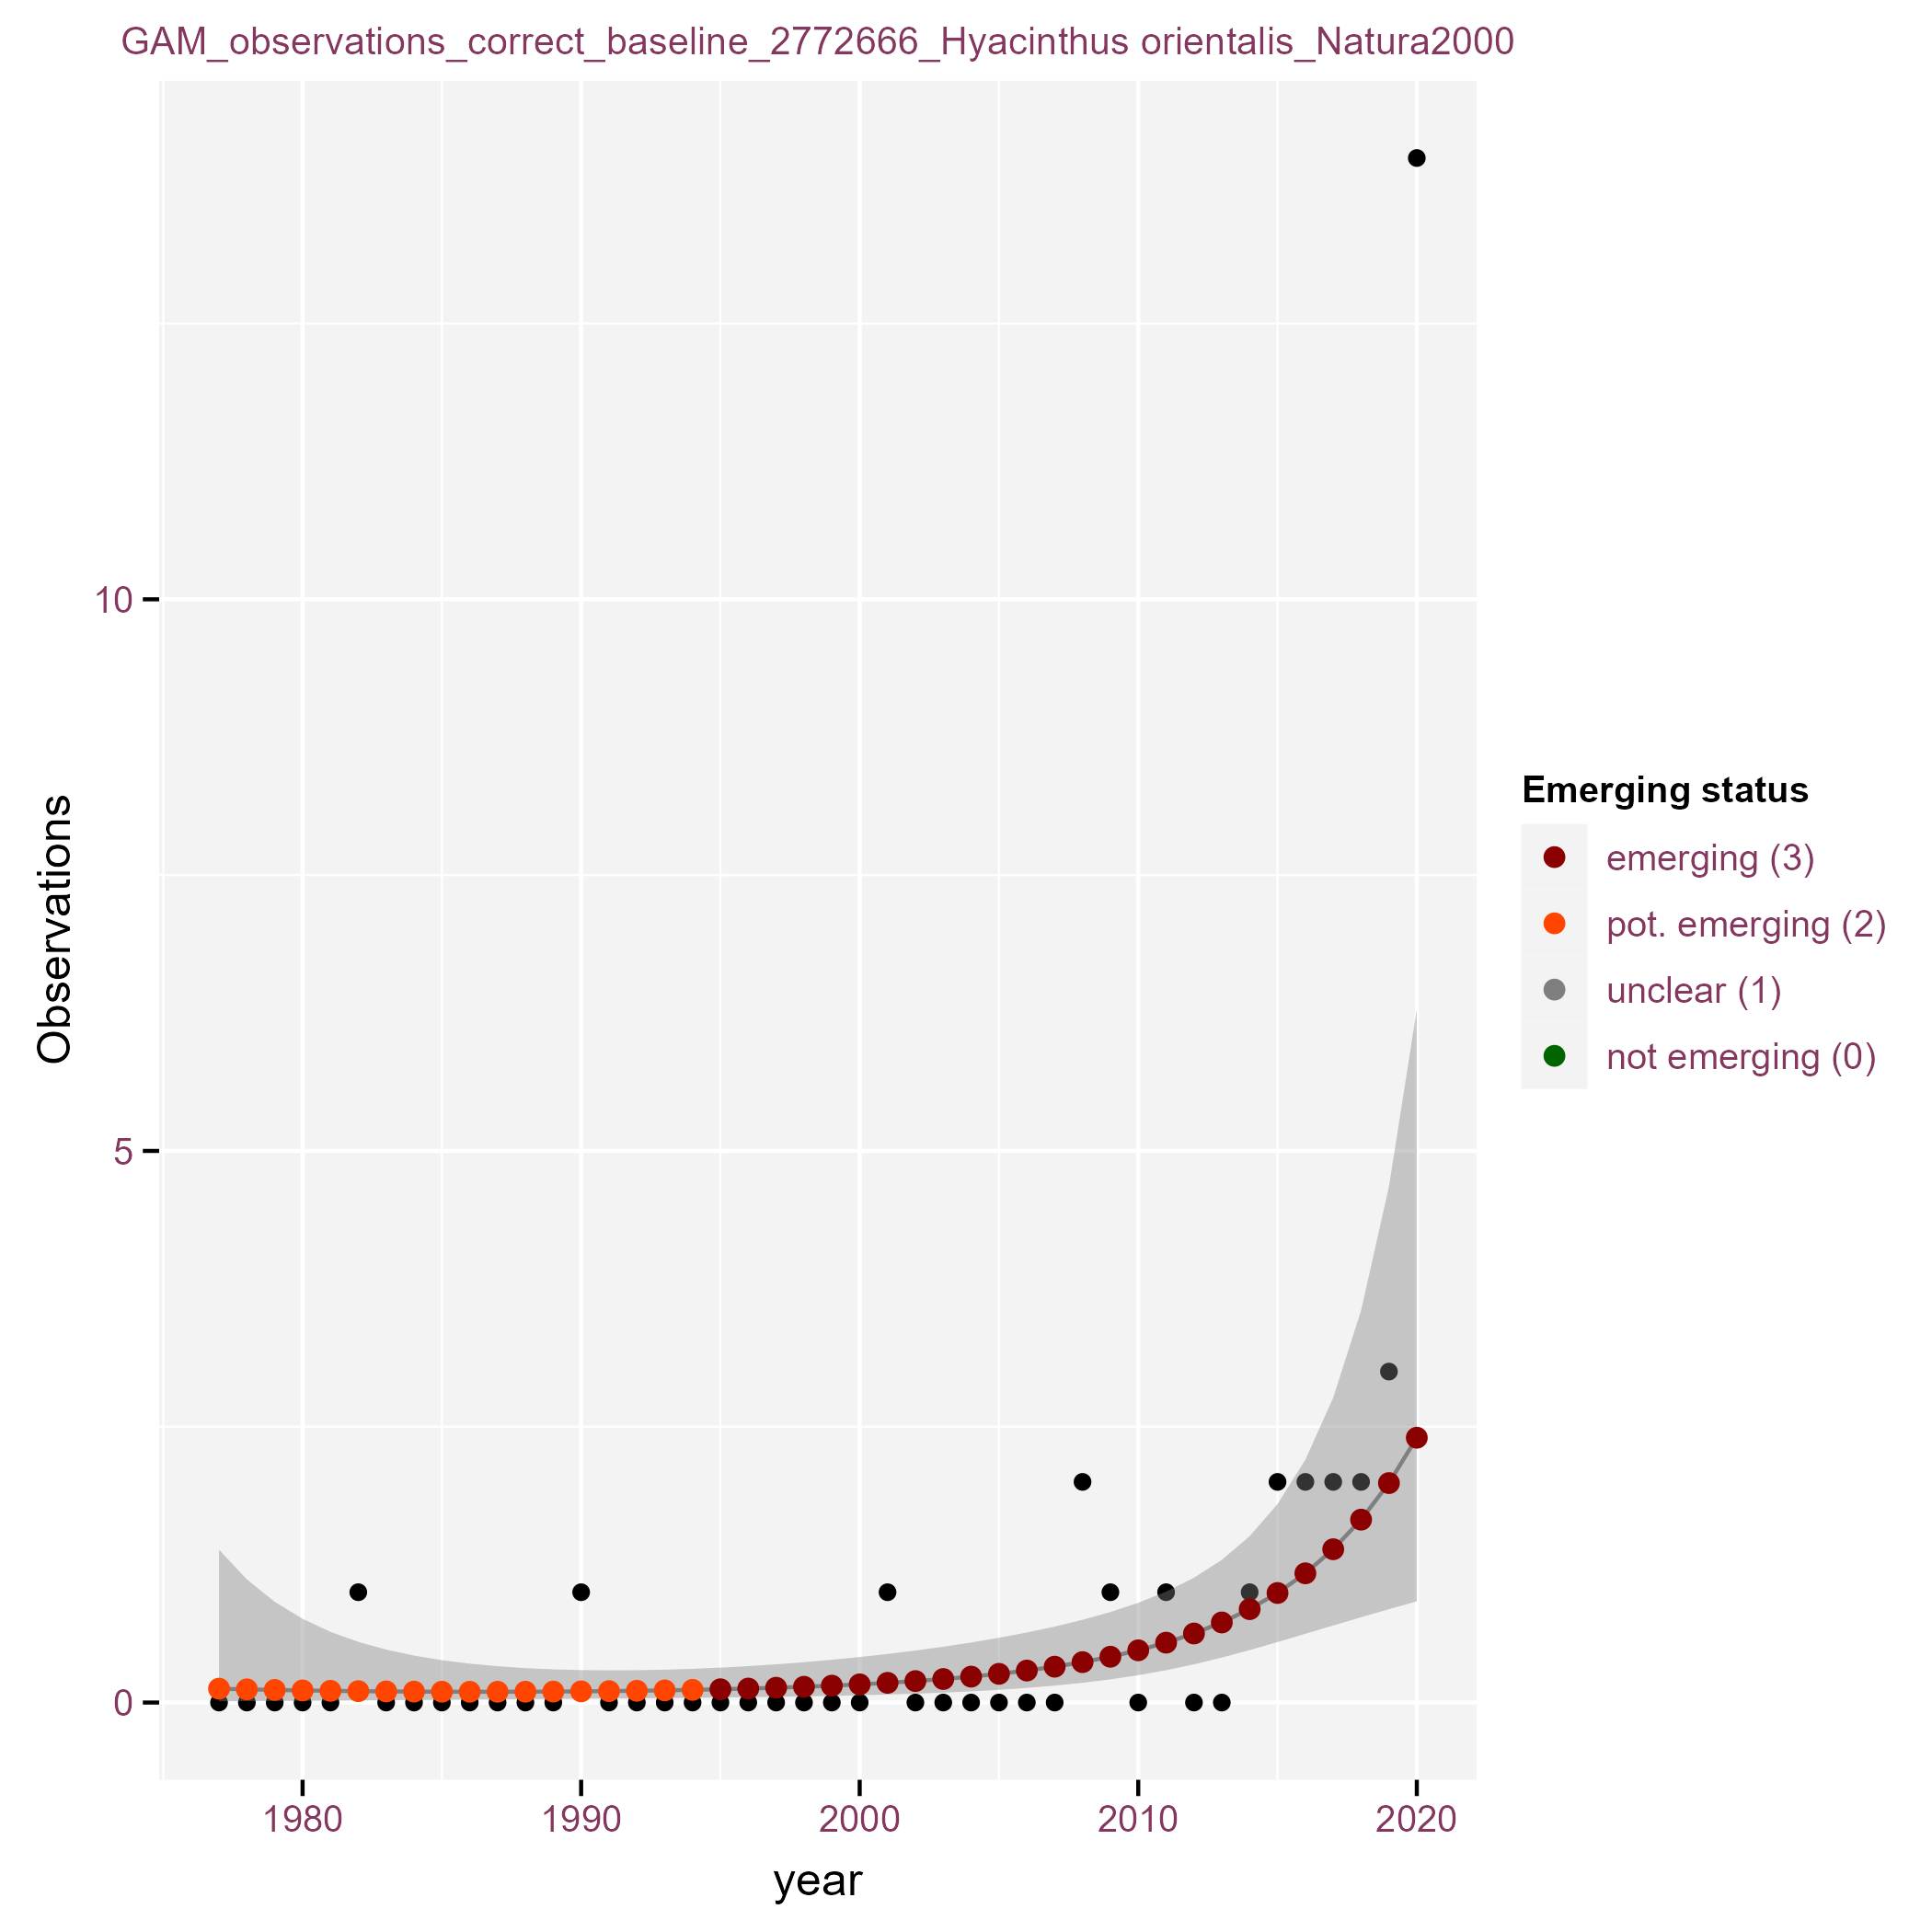 GAM_observations_correct_baseline_2772666_Hyacinthus orientalis_Natura2000
Observations
10
5
0
1980
1990
2000
2010
2020
year
Emerging status
emerging (3)
pot. emerging (2)
unclear (1)
not emerging (0)